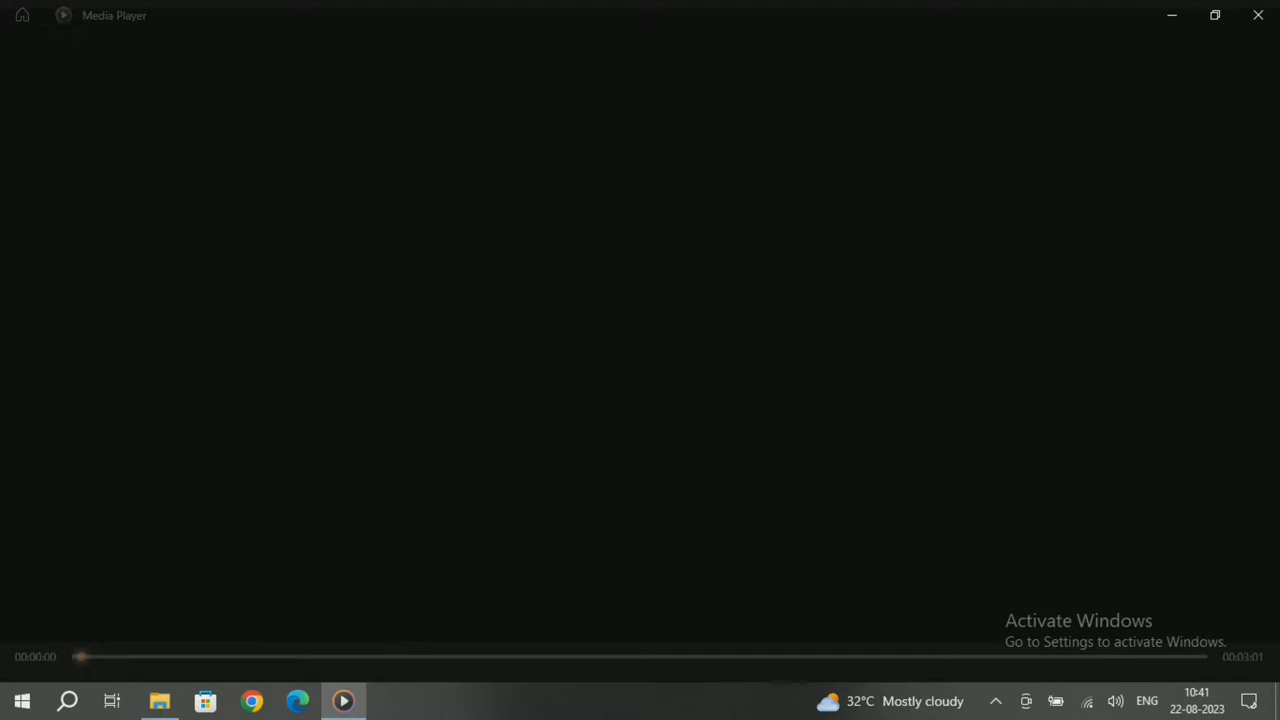 Media Player
Activate Windows
Go to Settings to activate Windows.
00:00:00
00:03:01
32°C Mostly cloudy
ENG
10:41
22-08-2023